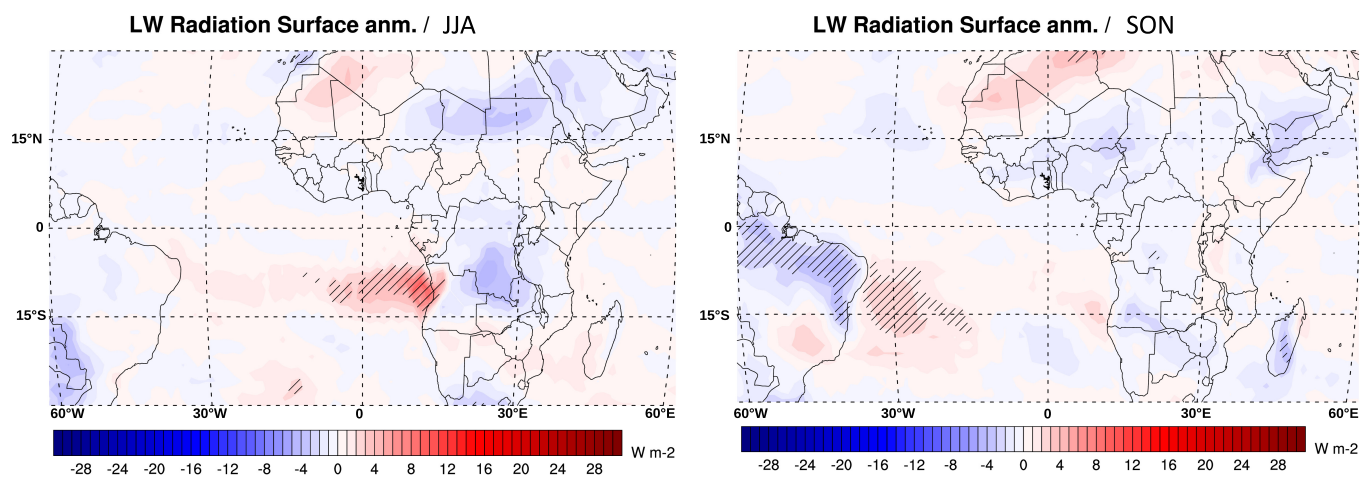 LW Radiation Surface anm. / JJA
15°N
0
15°S
60°W 30°W 0 30°E 60°E
-28 -24 -20 -16 -12 -8 -4 0 4 8 12 16 20 24 28 W m-2
LW Radiation Surface anm. / SON
15°N
0
15°S
60°W 30°W 0 30°E 60°E
-28 -24 -20 -16 -12 -8 -4 0 4 8 12 16 20 24 28 W m-2